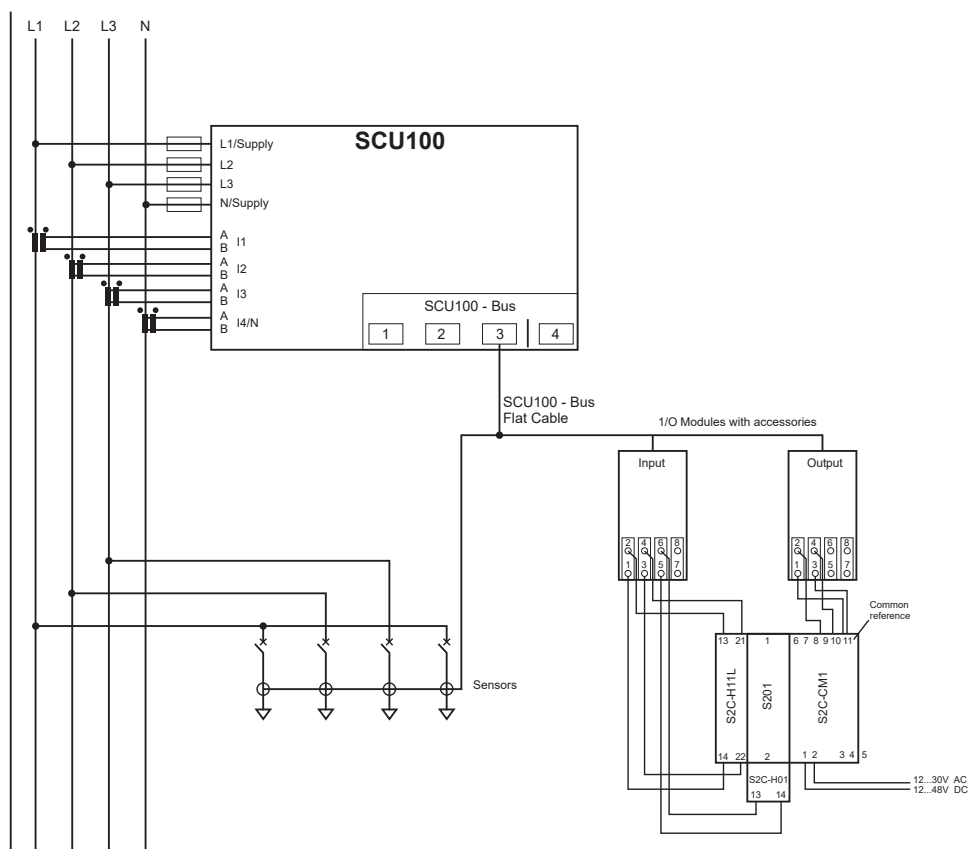 L1 L2 L3 N
SCU100
L1/Supply
L2
L3
N/Supply
A
B
I1
A
B
I2
A
B
I3
A
B
I4/N
SCU100 - Bus
1 2 3 4
SCU100 - Bus
Flat Cable
1/O Modules with accessories
Input
Output
2 4 6 8
1 3 5 7
2 4 6 8
1 3 5 7
Common
reference
13 21
1
6 7 8 9 10 11
S2C-H11L
S201
S2C-CM1
14 22
2
1 2 3 4 5
S2C-H01
13 14
12...30V AC
12...48V DC
Sensors